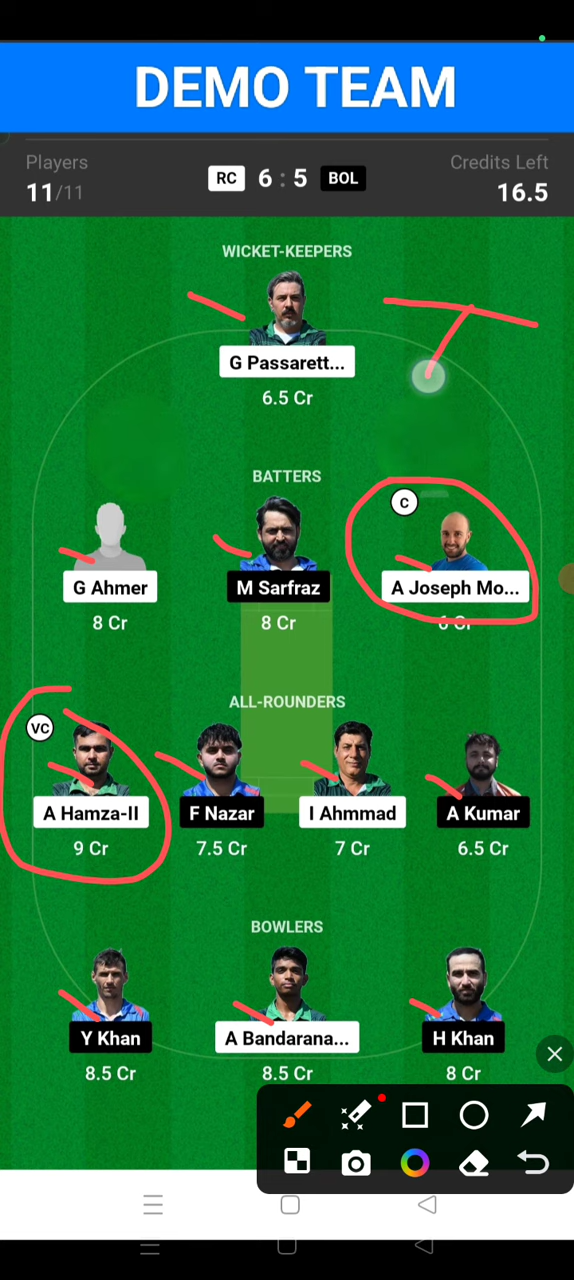 DEMO TEAM
Players
Credits Left
11/11
RC 6 : 5 BOL
16.5
WICKET-KEEPERS
G Passarett...
6.5 Cr
BATTERS
C
G Ahmer
M Sarfraz
A Joseph Mo...
8 Cr
8 Cr
6 Cr
ALL-ROUNDERS
VC
A Hamza-II
F Nazar
I Ahmmad
A Kumar
9 Cr
7.5 Cr
7 Cr
6.5 Cr
BOWLERS
Y Khan
A Bandarana...
H Khan
8.5 Cr
8.5 Cr
8 Cr